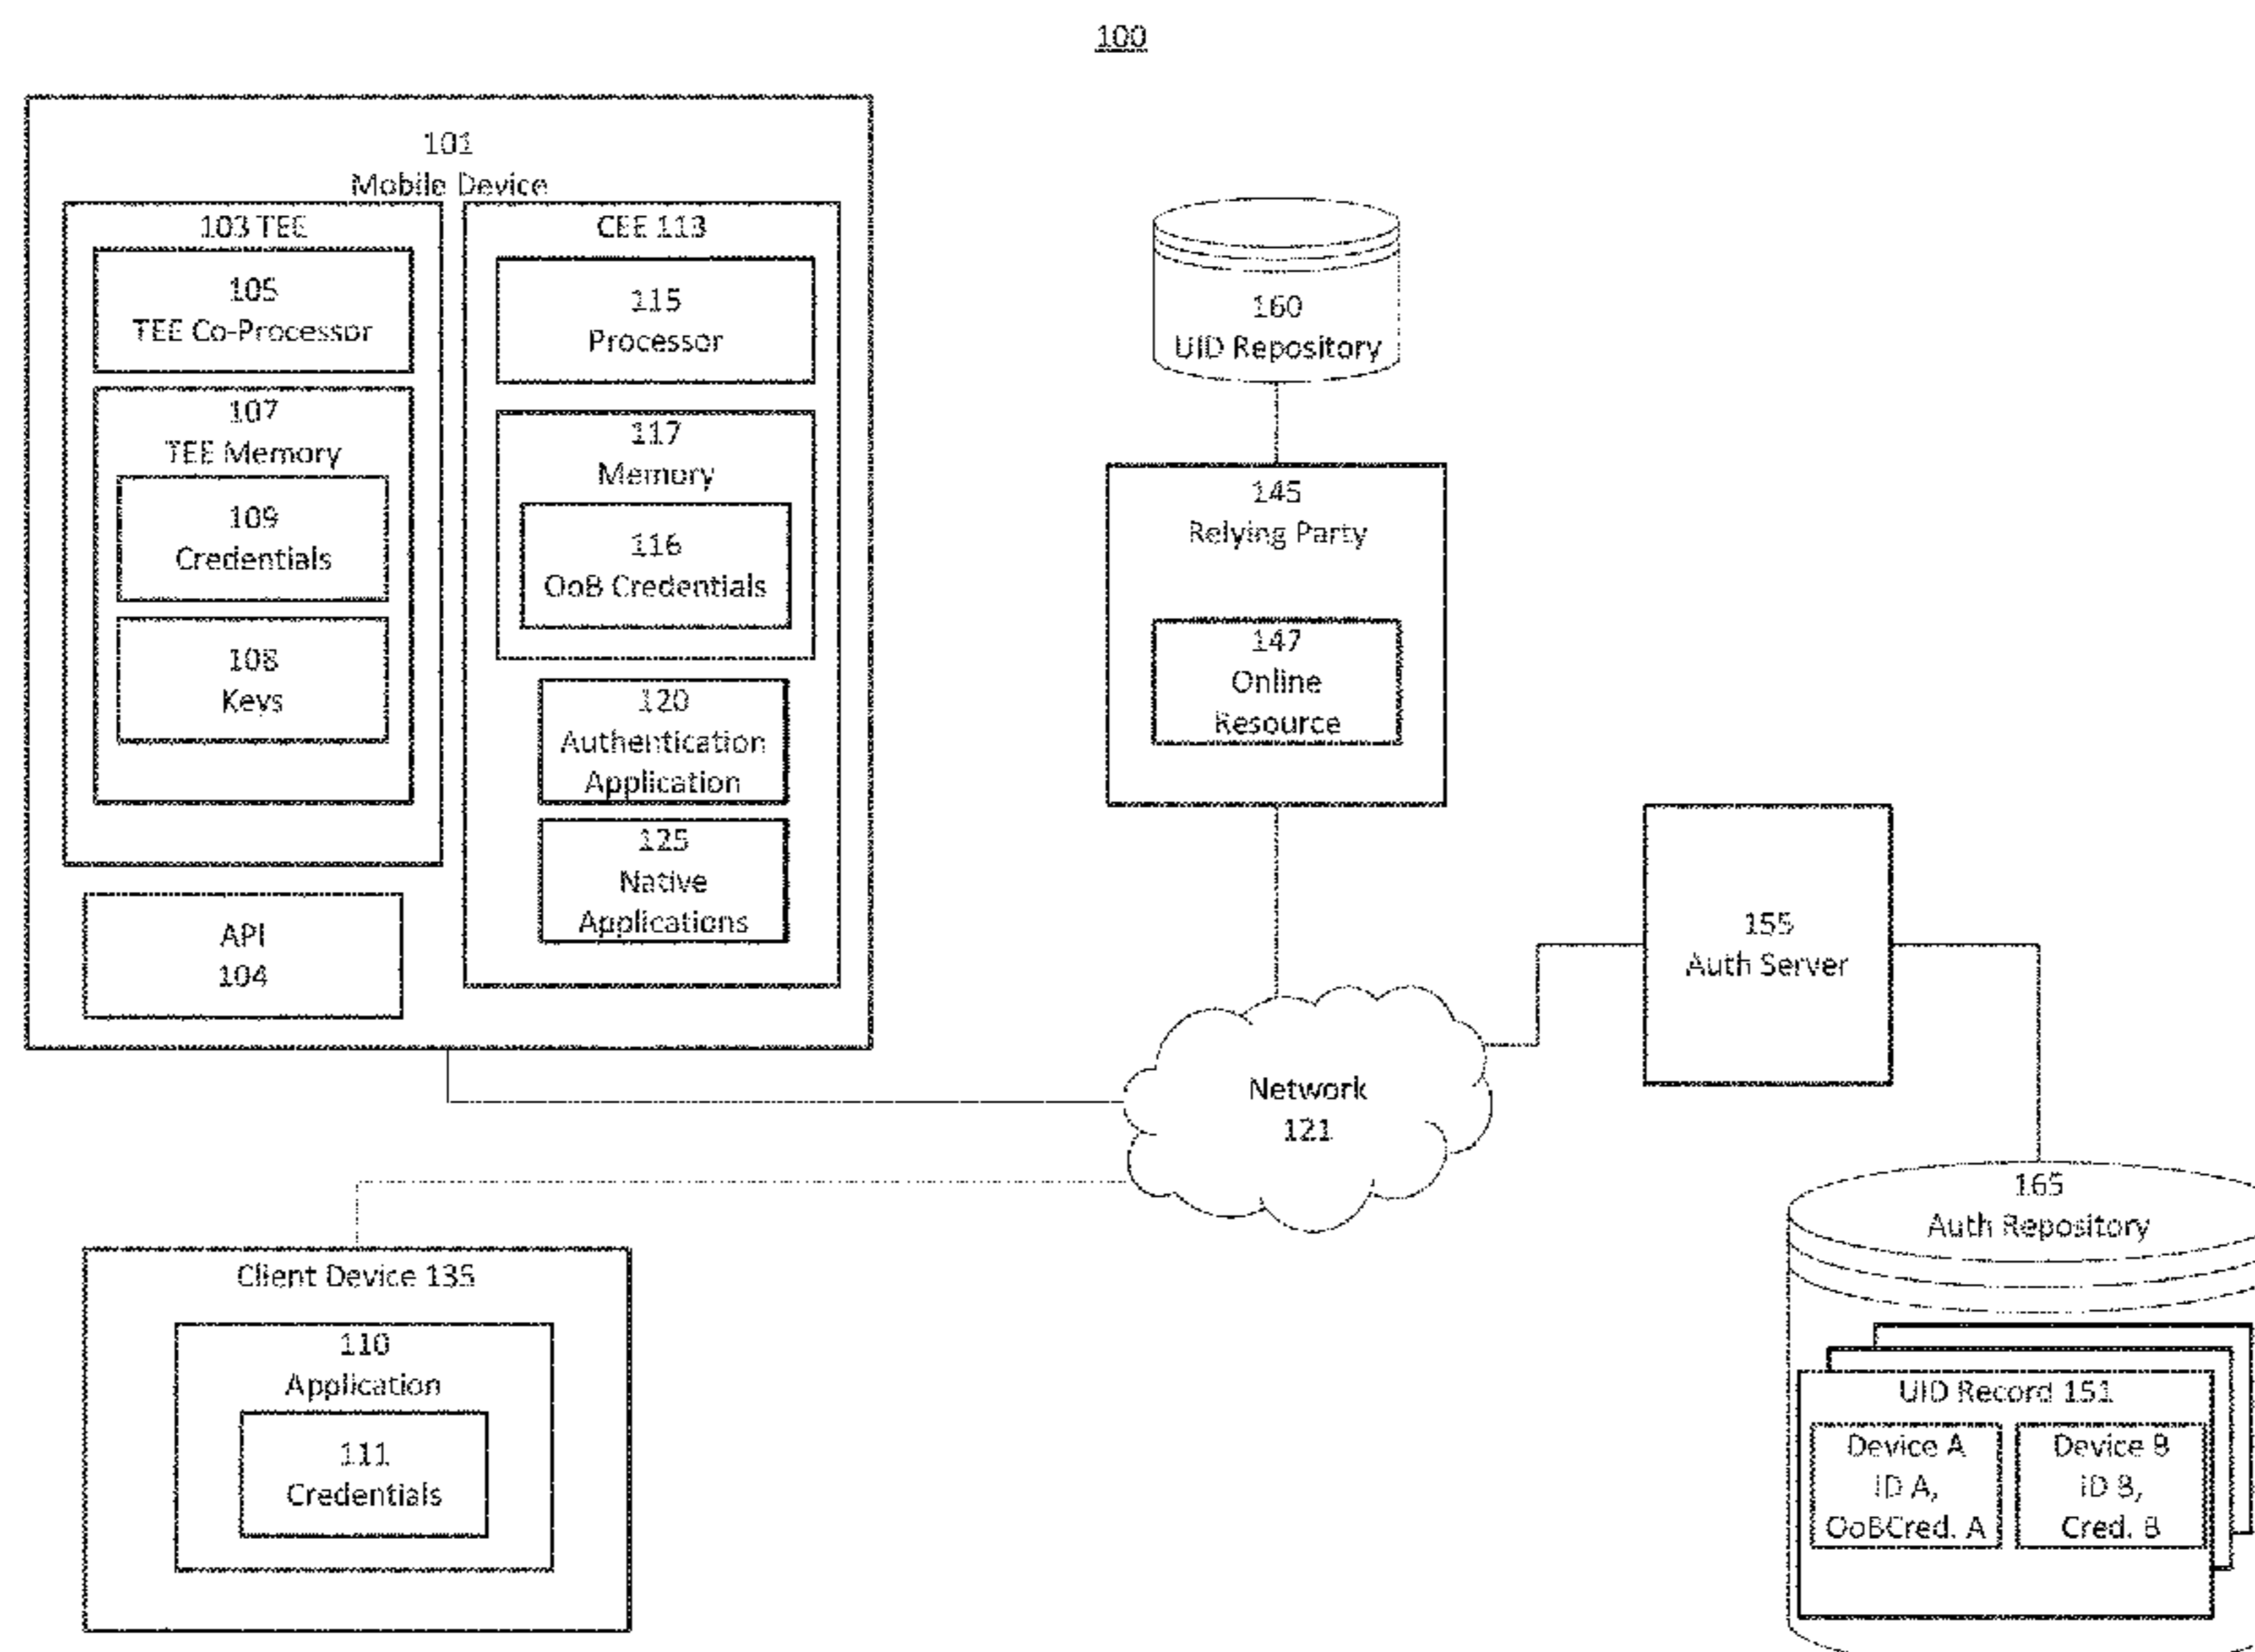 100
101
Mobile Device
103 TEE
105
TEE Co-Processor
107
TEE Memory
109
Credentials
108
Keys
API
104
CEE 113
115
Processor
117
Memory
116
OoB Credentials
120
Authentication
Application
125
Native
Applications
160
UID Repository
145
Relying Party
147
Online
Resource
155
Auth Server
Network
121
Client Device 135
110
Application
111
Credentials
165
Auth Repository
UID Record 151
Device A
ID A,
OoBCred. A
Device B
ID B,
Cred. B